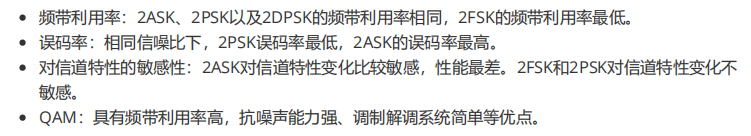 • 频带利用率：2ASK、2PSK以及2DPSK的频带利用率相同，2FSK的频带利用率最低。
• 误码率：相同信噪比下，2PSK误码率最低，2ASK的误码率最高。
• 对信道特性的敏感性：2ASK对信道特性变化比较敏感，性能最差。2FSK和2PSK对信道特性变化不
敏感。
• QAM：具有频带利用率高，抗噪声能力强、调制解调系统简单等优点。